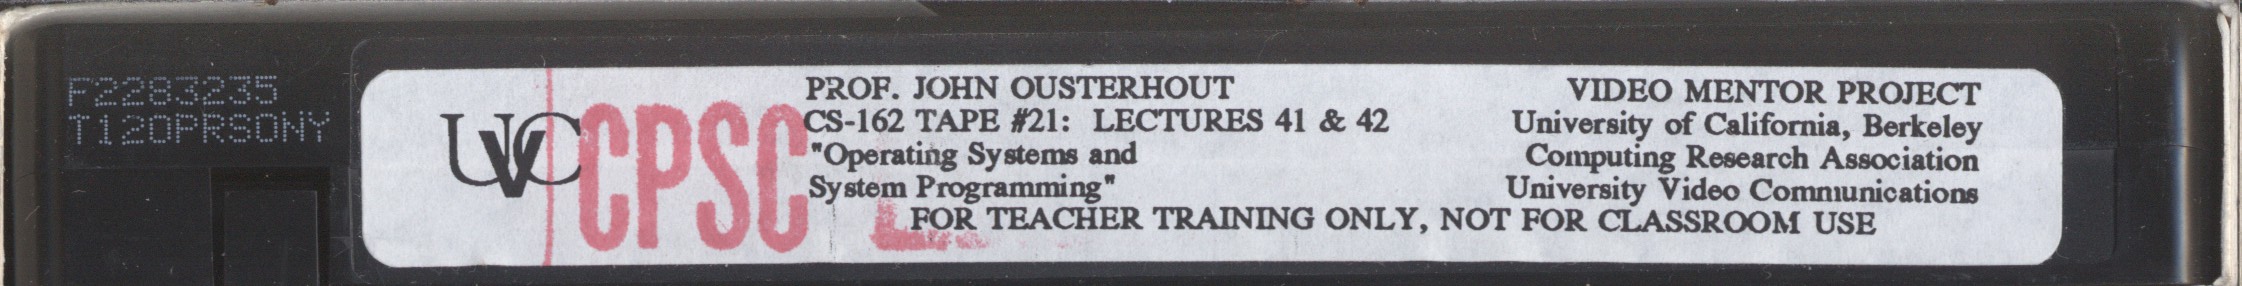 F2283235
T120PRSONY
UVC
CPSC
PROF. JOHN OUSTERHOUT
CS-162 TAPE #21: LECTURES 41 & 42
"Operating Systems and
System Programming"
VIDEO MENTOR PROJECT
University of California, Berkeley
Computing Research Association
University Video Communications
FOR TEACHER TRAINING ONLY, NOT FOR CLASSROOM USE